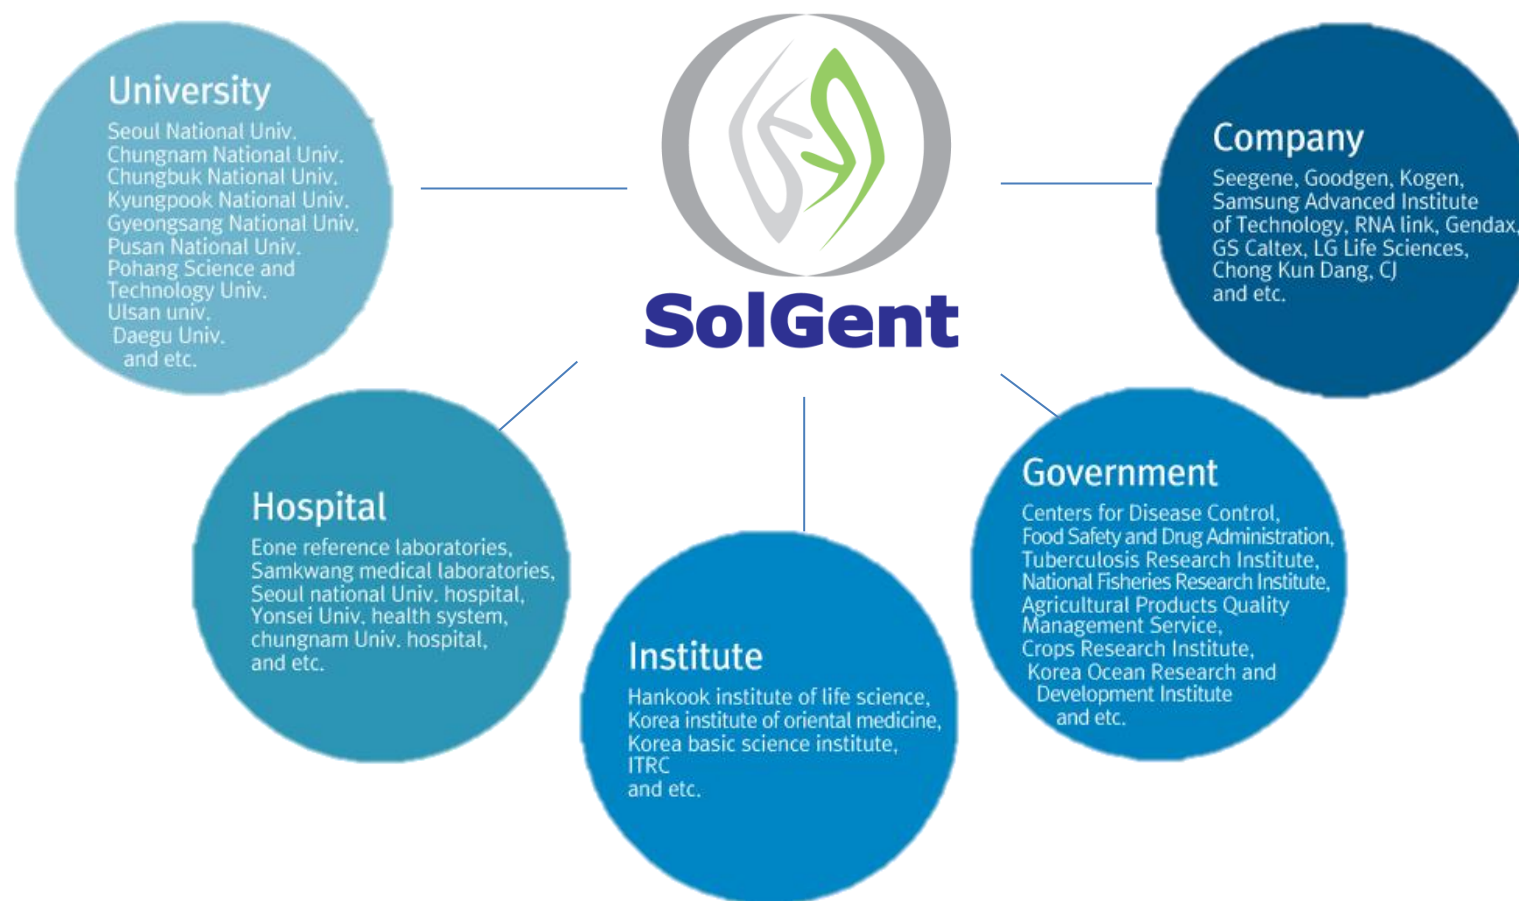 University
Seoul National Univ.
Chungnam National Univ.
Chungbuk National Univ.
Kyungpook National Univ.
Gyeongsang National Univ.
Pusan National Univ.
Pohang Science and
Technology Univ.
Ulsan univ.
Daegu Univ.
and etc.
SolGent
Company
Seegene, Goodgen, Kogen,
Samsung Advanced Institute
of Technology, RNA link, Gendax,
GS Caltex, LG Life Sciences,
Chong Kun Dang, CJ
and etc.
Hospital
Eone reference laboratories,
Samkwang medical laboratories,
Seoul national Univ. hospital,
Yonsei Univ. health system,
chungnam Univ. hospital,
and etc.
Institute
Hankook institute of life science,
Korea institute of oriental medicine,
Korea basic science institute,
ITRC
and etc.
Government
Centers for Disease Control,
Food Safety and Drug Administration,
Tuberculosis Research Institute,
National Fisheries Research Institute,
Agricultural Products Quality
Management Service,
Crops Research Institute,
Korea Ocean Research and
Development Institute
and etc.